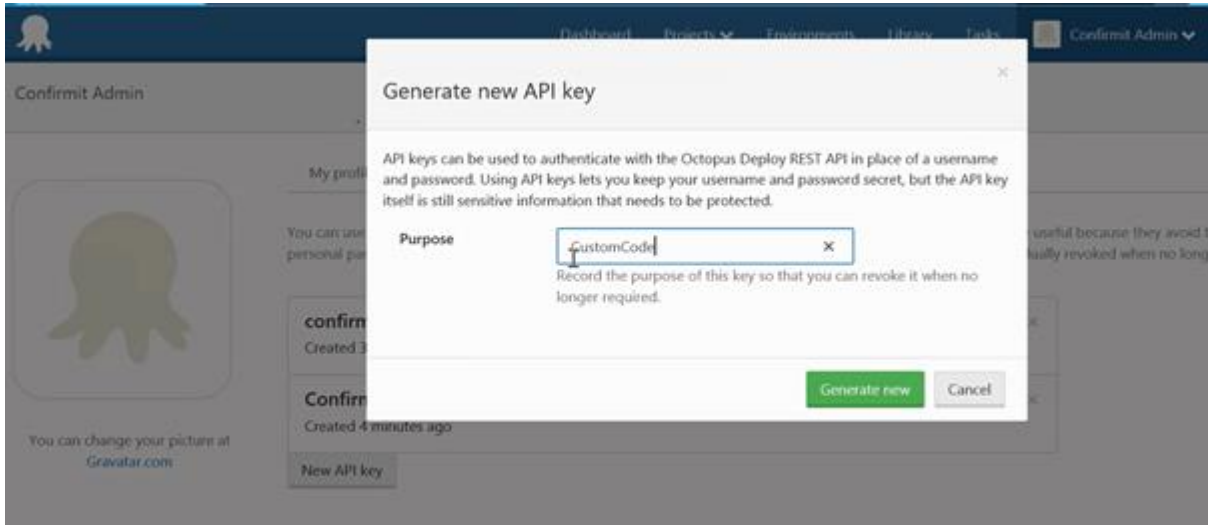 Dashboard Projects Environments Library Tasks Confirmit Admin
Confirmit Admin
Generate new API key
API keys can be used to authenticate with the Octopus Deploy REST API in place of a username
and password. Using API keys lets you keep your username and password secret, but the API key
itself is still sensitive information that needs to be protected.
My profil
You can use
personal pas
useful because they avoid t
ually revoked when no long
Purpose
CustomCode
Record the purpose of this key so that you can revoke it when no
longer required.
confirm
Created 3
Generate new Cancel
Confirm
Created 4 minutes ago
You can change your picture at
Gravatar.com
New API key